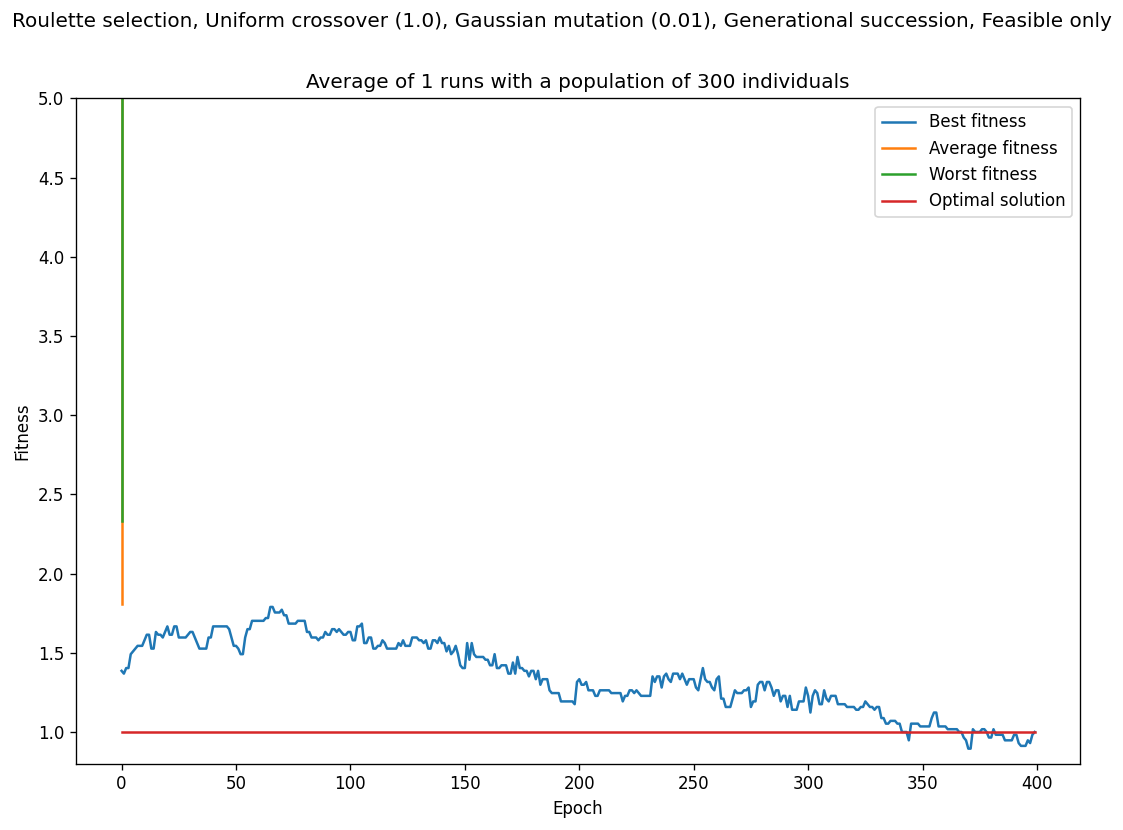 Roulette selection, Uniform crossover (1.0), Gaussian mutation (0.01), Generational succession, Feasible only
Average of 1 runs with a population of 300 individuals
5.0
4.5
4.0
3.5
3.0
2.5
2.0
1.5
1.0
Fitness
Best fitness
Average fitness
Worst fitness
Optimal solution
0 50 100 150 200 250 300 350 400
Epoch